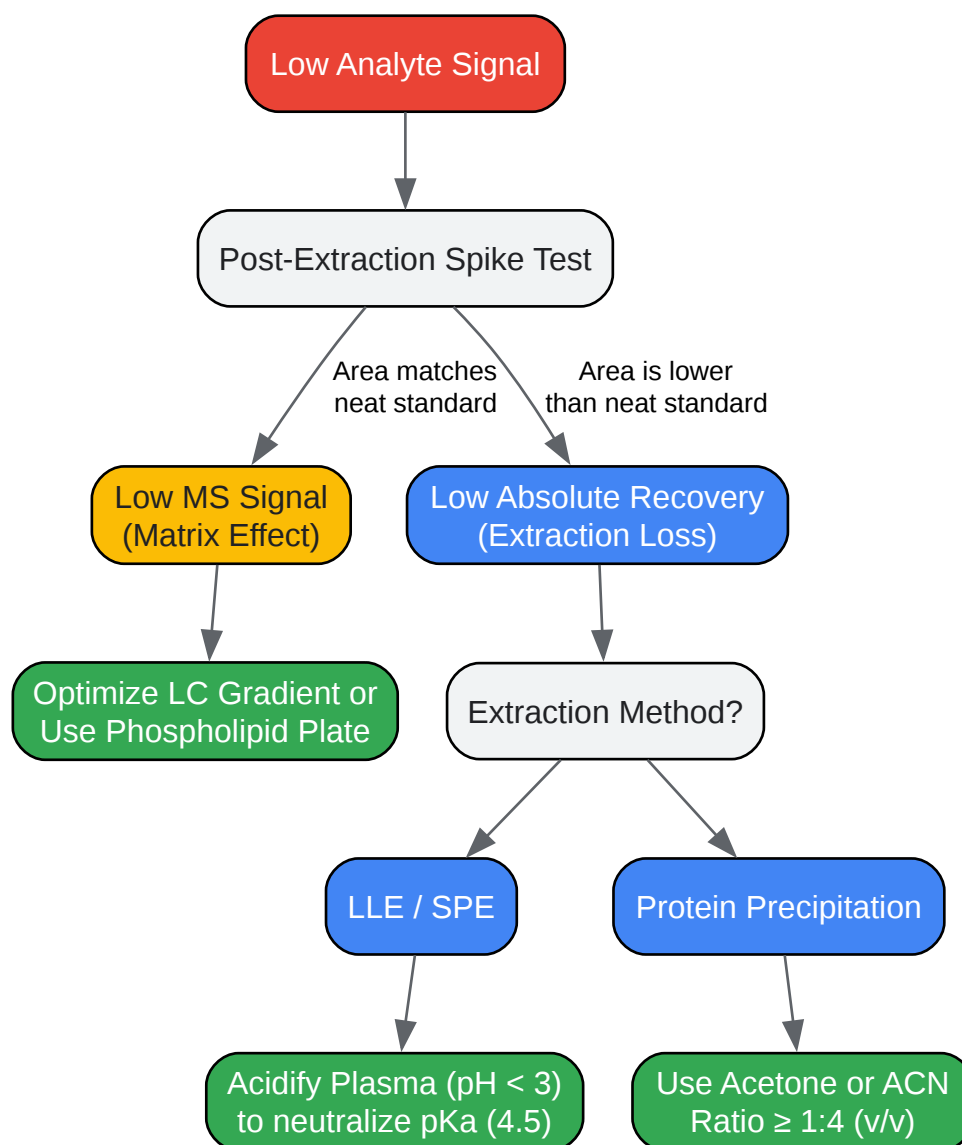 Low Analyte Signal
Post-Extraction Spike Test
Area matches
neat standard
Area is lower
than neat standard
Low MS Signal
(Matrix Effect)
Low Absolute Recovery
(Extraction Loss)
Optimize LC Gradient or
Use Phospholipid Plate
Extraction Method?
LLE / SPE
Protein Precipitation
Acidify Plasma (pH < 3)
to neutralize pKa (4.5)
Use Acetone or ACN
Ratio ≥ 1:4 (v/v)